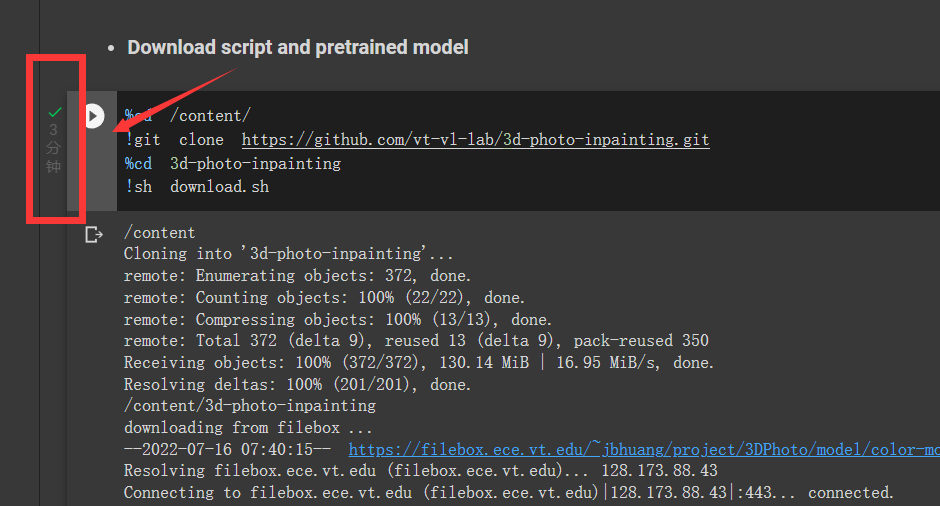 Download script and pretrained model
3
分
钟
%cd /content/
!git clone https://github.com/vt-vl-lab/3d-photo-inpainting.git
%cd 3d-photo-inpainting
!sh download.sh
/content
Cloning into '3d-photo-inpainting'...
remote: Enumerating objects: 372, done.
remote: Counting objects: 100% (22/22), done.
remote: Compressing objects: 100% (13/13), done.
remote: Total 372 (delta 9), reused 13 (delta 9), pack-reused 350
Receiving objects: 100% (372/372), 130.14 MiB | 16.95 MiB/s, done.
Resolving deltas: 100% (201/201), done.
/content/3d-photo-inpainting
downloading from filebox ...
--2022-07-16 07:40:15-- https://filebox.ece.vt.edu/~jbhuang/project/3DPhoto/model/color-mo
Resolving filebox.ece.vt.edu (filebox.ece.vt.edu)... 128.173.88.43
Connecting to filebox.ece.vt.edu (filebox.ece.vt.edu)|128.173.88.43|:443... connected.